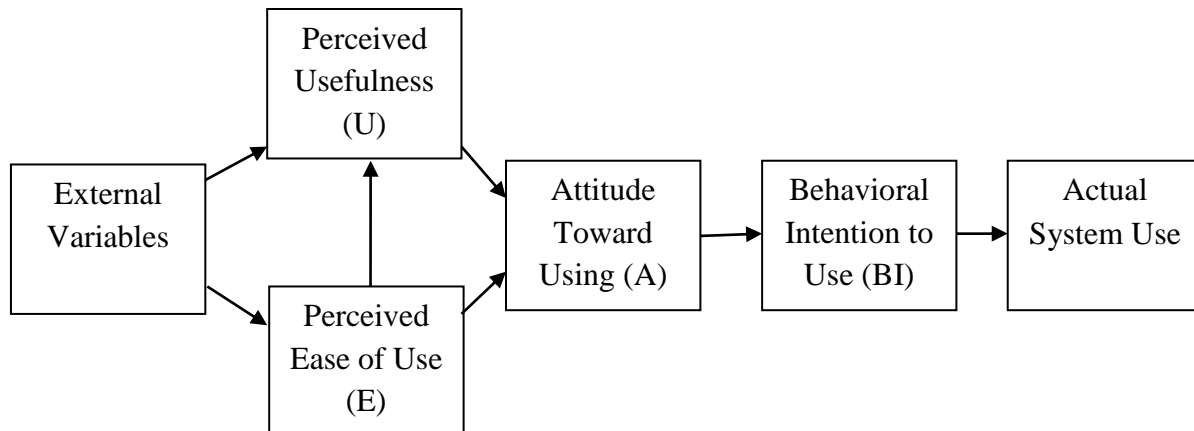 Perceived
Usefulness
(U)
External
Variables
Perceived
Ease of Use
(E)
Attitude
Toward
Using (A)
Behavioral
Intention to
Use (BI)
Actual
System Use